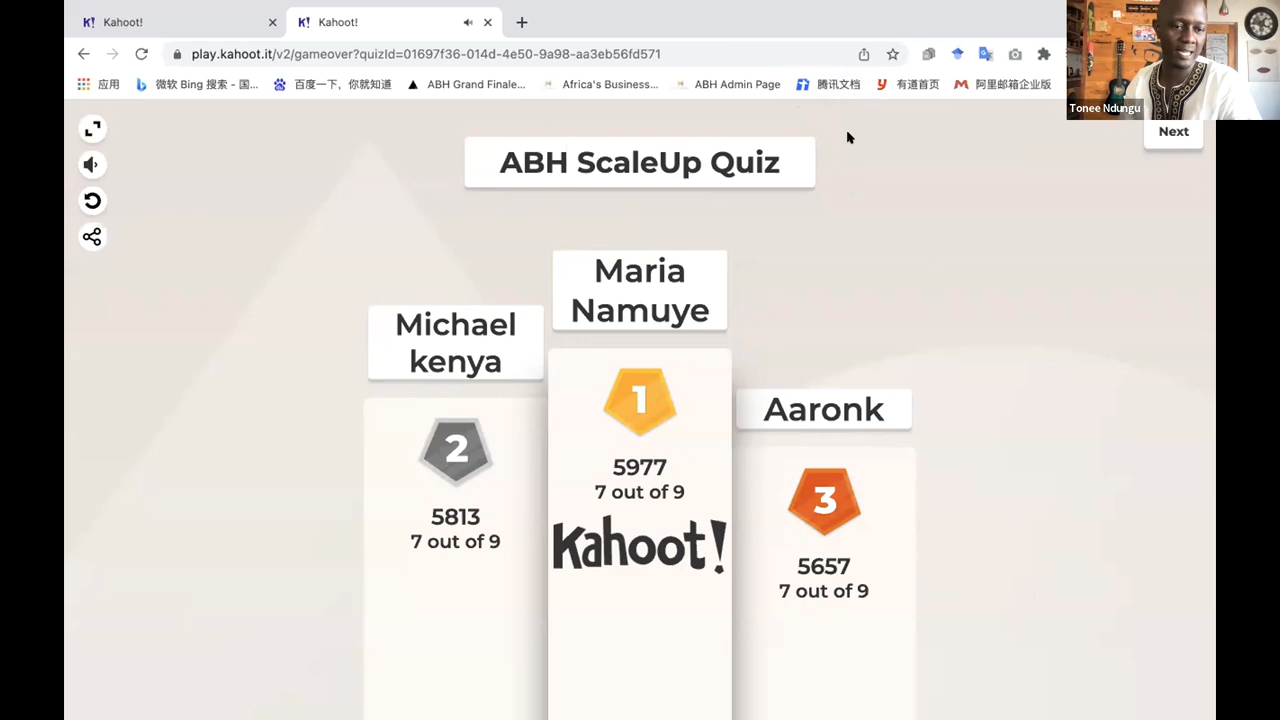 Kahoot!
Kahoot!
play.kahoot.it/v2/gameover?quizId=01697f36-014d-4e50-9a98-aa3eb56fd571
应用
微软 Bing 搜索 - 国...
百度一下，你就知道
ABH Grand Finale...
Africa's Business...
ABH Admin Page
腾讯文档
有道首页
阿里邮箱企业版
Tonee Ndungu
Next
ABH ScaleUp Quiz
Maria
Namuye
Michael
kenya
Aaronk
1
5977
7 out of 9
Kahoot!
2
5813
7 out of 9
3
5657
7 out of 9